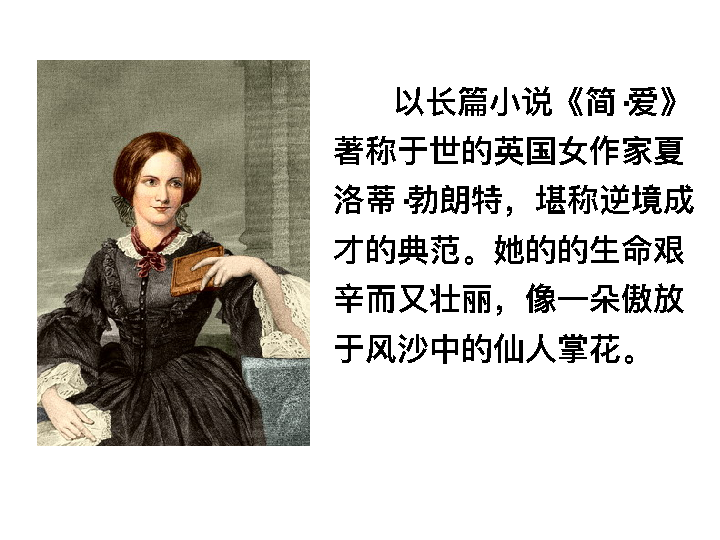 以长篇小说《简·爱》
著称于世的英国女作家夏
洛蒂·勃朗特，堪称逆境成
才的典范。她的的生命艰
辛而又壮丽，像一朵傲放
于风沙中的仙人掌花。